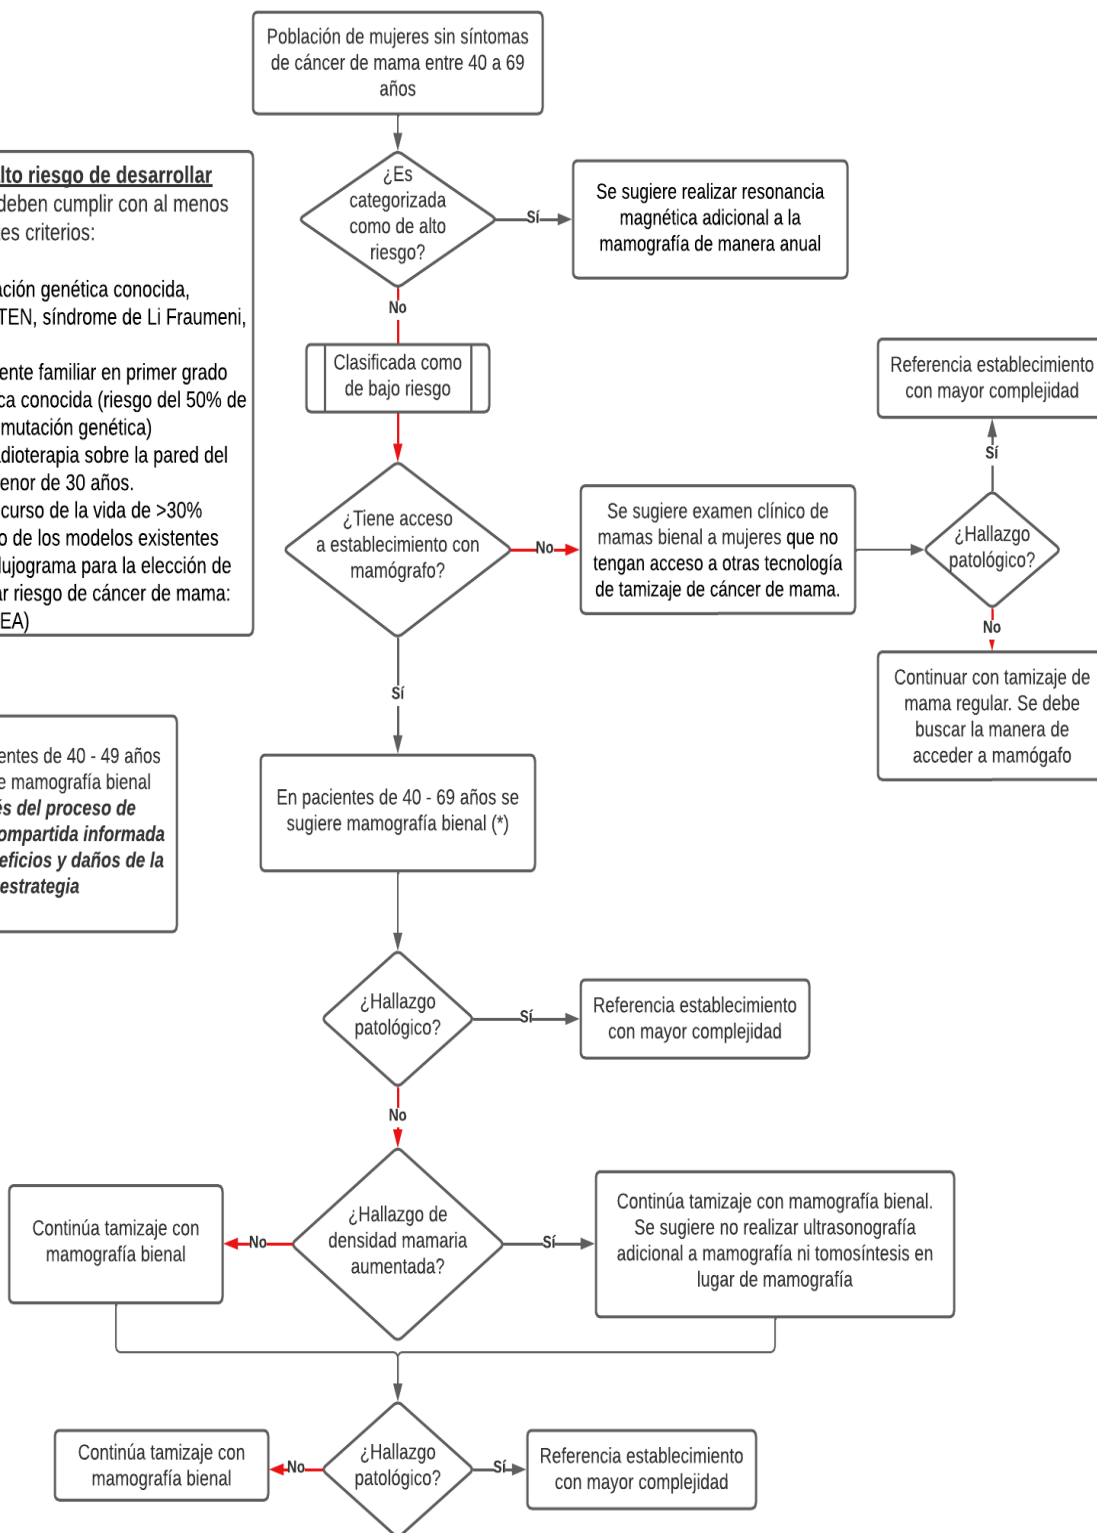 Población de mujeres sin síntomas
de cáncer de mama entre 40 a 69
años
¿Es
categorizada
como de alto
riesgo?
Sí
Se sugiere realizar resonancia
magnética adicional a la
mamografía de manera anual
No
Clasificada como
de bajo riesgo
lto riesgo de desarrollar
deben cumplir con al menos
es criterios:
ación genética conocida,
TEN, síndrome de Li Fraumeni,
ente familiar en primer grado
ca conocida (riesgo del 50% de
mutación genética)
dioterapia sobre la pared del
enor de 30 años.
curso de la vida de >30%
o de los modelos existentes
lujograma para la elección de
ar riesgo de cáncer de mama:
EA)
¿Tiene acceso
a establecimiento con
mamógrafo?
No
Se sugiere examen clínico de
mamas bienal a mujeres que no
tengan acceso a otras tecnología
de tamizaje de cáncer de mama.
¿Hallazgo
patológico?
Sí
Referencia establecimiento
con mayor complejidad
No
Continuar con tamizaje de
mama regular. Se debe
buscar la manera de
acceder a mamógafo
Sí
En pacientes de 40 - 69 años se
sugiere mamografía bienal (*)
entes de 40 - 49 años
e mamografía bienal
és del proceso de
ompartida informada
eficios y daños de la
estrategia
¿Hallazgo
patológico?
Sí
Referencia establecimiento
con mayor complejidad
No
¿Hallazgo de
densidad mamaria
aumentada?
No
Continúa tamizaje con
mamografía bienal
Sí
Continúa tamizaje con mamografía bienal.
Se sugiere no realizar ultrasonografía
adicional a mamografía ni tomosíntesis en
lugar de mamografía
¿Hallazgo
patológico?
No
Continúa tamizaje con
mamografía bienal
Sí
Referencia establecimiento
con mayor complejidad